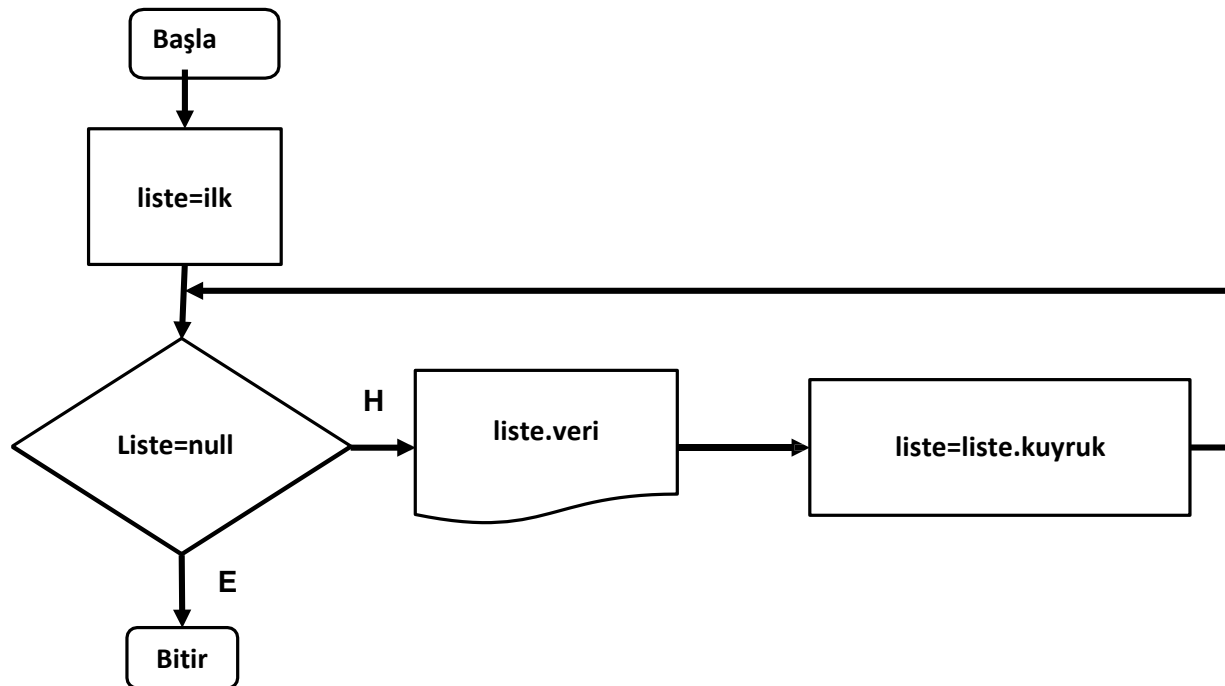 Başla
liste=ilk
Liste=null
H
liste.veri
liste=liste.kuyruk
E
Bitir